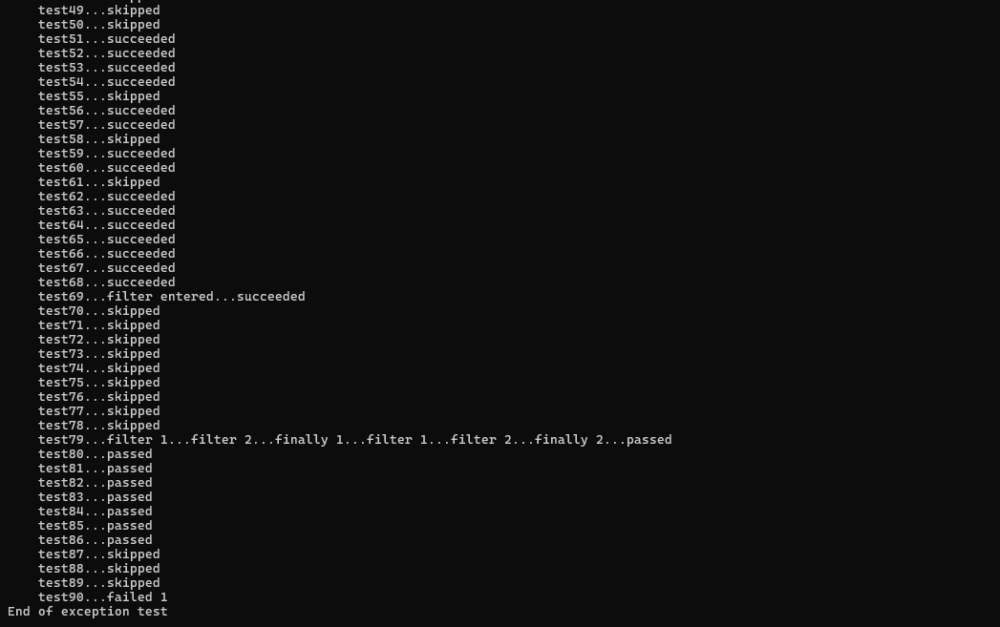 test49...skipped
test50...skipped
test51...succeeded
test52...succeeded
test53...succeeded
test54...succeeded
test55...skipped
test56...succeeded
test57...succeeded
test58...skipped
test59...succeeded
test60...succeeded
test61...skipped
test62...succeeded
test63...succeeded
test64...succeeded
test65...succeeded
test66...succeeded
test67...succeeded
test68...succeeded
test69...filter entered...succeeded
test70...skipped
test71...skipped
test72...skipped
test73...skipped
test74...skipped
test75...skipped
test76...skipped
test77...skipped
test78...skipped
test79...filter 1...filter 2...finally 1...filter 1...filter 2...finally 2...passed
test80...passed
test81...passed
test82...passed
test83...passed
test84...passed
test85...passed
test86...passed
test87...skipped
test88...skipped
test89...skipped
test90...failed 1
End of exception test